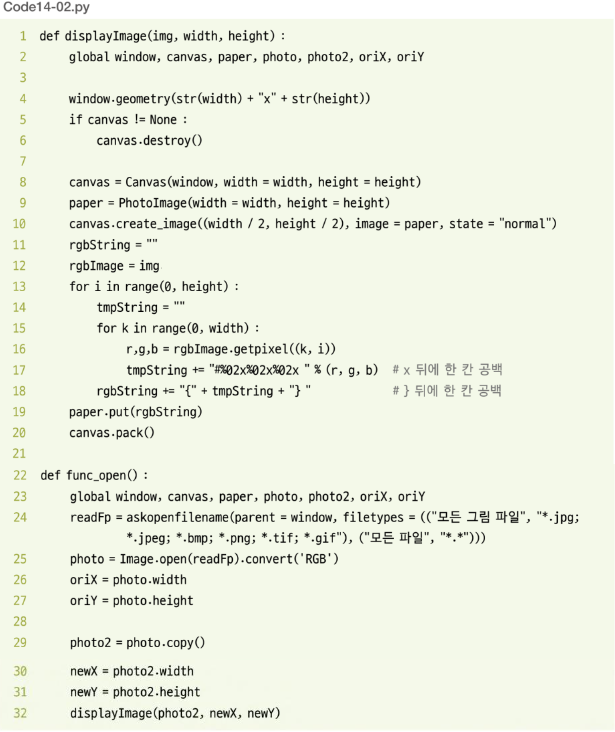 Code14-02.py
1 def displayImage(img, width, height) :
2 global window, canvas, paper, photo, photo2, oriX, oriY
3
4 window.geometry(str(width) + "x" + str(height))
5 if canvas != None :
6 canvas.destroy()
7
8 canvas = Canvas(window, width = width, height = height)
9 paper = PhotoImage(width = width, height = height)
10 canvas.create_image((width / 2, height / 2), image = paper, state = "normal")
11 rgbString = ""
12 rgbImage = img
13 for i in range(0, height) :
14 tmpString = ""
15 for k in range(0, width) :
16 r,g,b = rgbImage.getpixel((k, i))
17 tmpString += "#%02x%02x%02x " % (r, g, b) # x 뒤에 한 칸 공백
18 rgbString += "{" + tmpString + "} " # } 뒤에 한 칸 공백
19 paper.put(rgbString)
20 canvas.pack()
21
22 def func_open() :
23 global window, canvas, paper, photo, photo2, oriX, oriY
24 readFp = askopenfilename(parent = window, filetypes = (("모든 그림 파일", "*.jpg;
*.jpeg; *.bmp; *.png; *.tif; *.gif"), ("모든 파일", "*.*")))
25 photo = Image.open(readFp).convert('RGB')
26 oriX = photo.width
27 oriY = photo.height
28
29 photo2 = photo.copy()
30 newX = photo2.width
31 newY = photo2.height
32 displayImage(photo2, newX, newY)